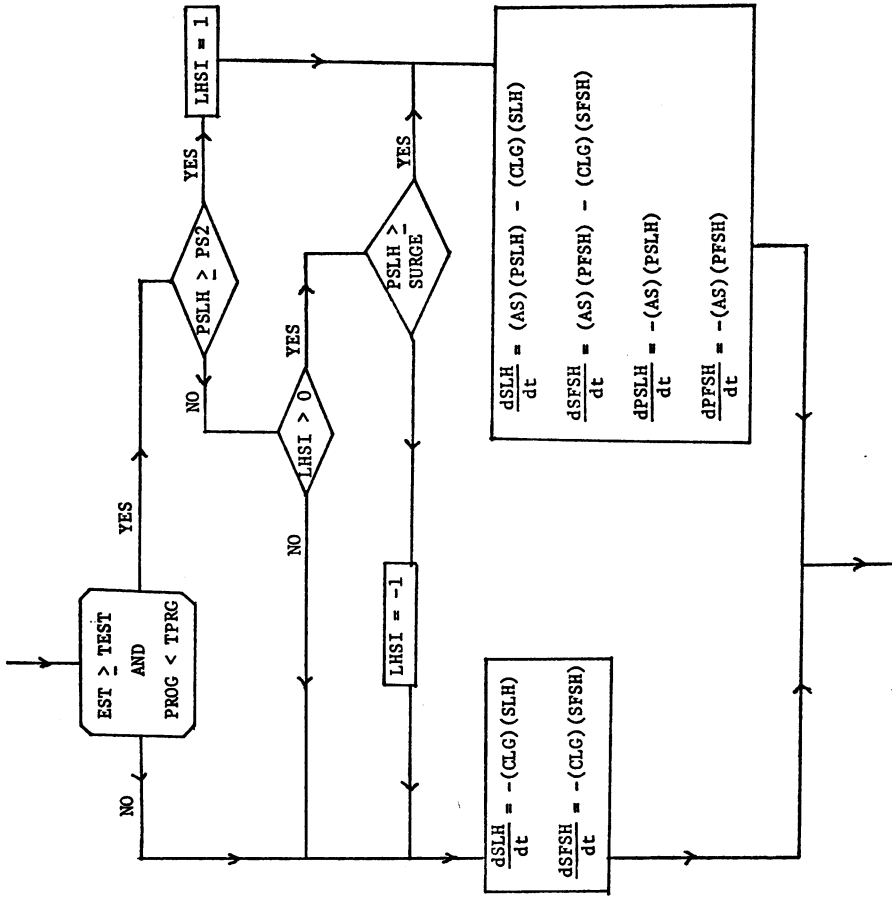 EST ≥ TEST
AND
PROG < TPRG
NO
YES
PSLH ≥ PS2
YES
LHSI = 1
NO
LHSI > 0
YES
NO
PSLH ≥
SURGE
YES
LHSI = -1
dSLH/dt = -(CLG)(SLH)
dSFSH/dt = -(CLG)(SFSH)
dSLH/dt = (AS)(PSLH) - (CLG)(SLH)
dSFSH/dt = (AS)(PFSH) - (CLG)(SFSH)
dPSLH/dt = -(AS)(PSLH)
dPFSH/dt = -(AS)(PFSH)